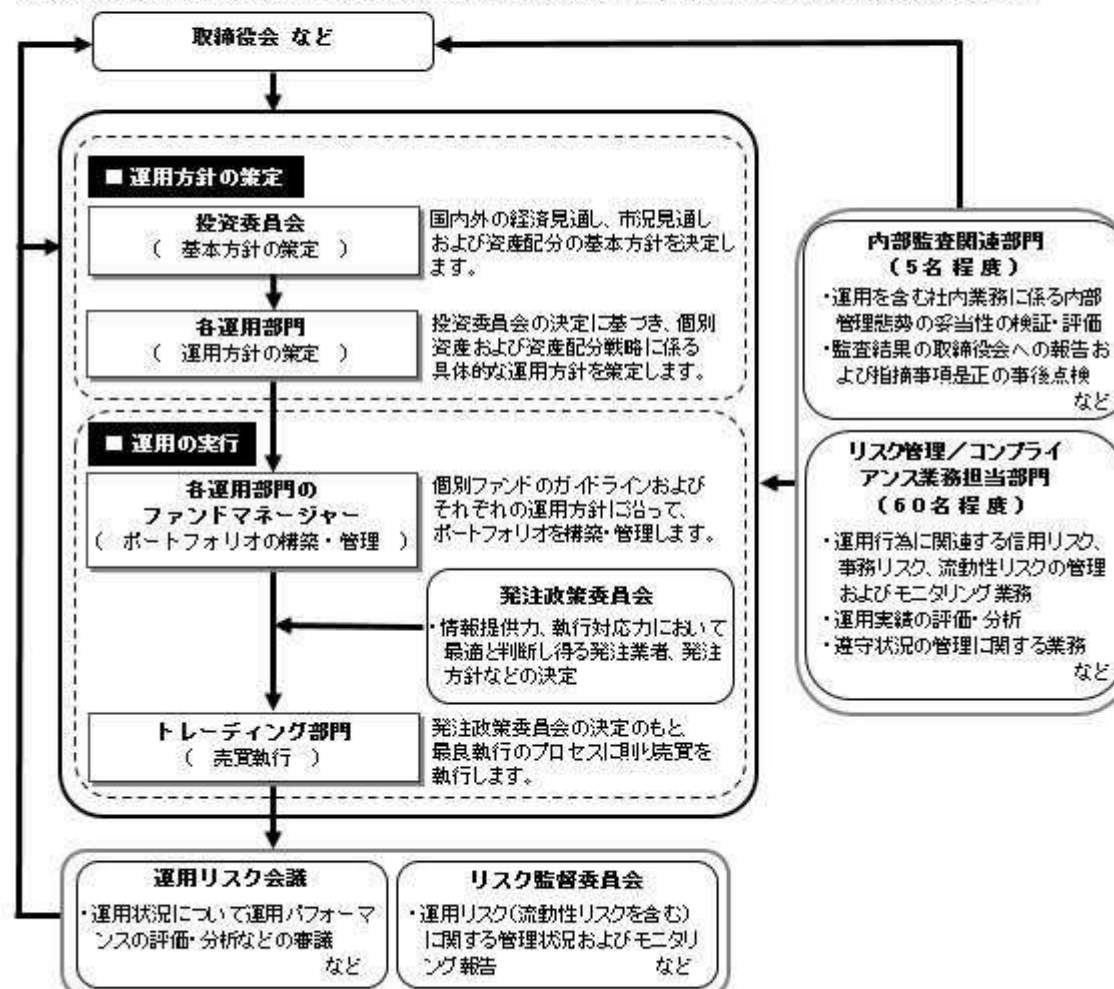 取締役会 など
■ 運用方針の策定
投資委員会
( 基本方針の策定 )
国内外の経済見通し、市況見通し
および資産配分の基本方針を決定し
ます。
各運用部門
( 運用方針の策定 )
投資委員会の決定に基づき、個別
資産および資産配分戦略に係る
具体的な運用方針を策定します。
■ 運用の実行
各運用部門の
ファンドマネージャー
( ポートフォリオの構築・管理 )
個別ファンドのガイドラインおよび
それぞれの運用方針に沿って、
ポートフォリオを構築・管理します。
発注政策委員会
・情報提供力、執行対応力において
最適と判断し得る発注業者、発注
方針などの決定
トレーディング部門
( 売買執行 )
発注政策委員会の決定のもと
最良執行のプロセスに則り売買を
執行します。
内部監査関連部門
(5名程度)
・運用を含む社内業務に係る内部
管理態勢の妥当性の検証・評価
・監査結果の取締役会への報告お
よび指摘事項是正の事後点検
など
リスク管理/コンプライ
アンス業務担当部門
(60名程度)
・運用行為に関連する信用リスク、
事務リスク、流動性リスクの管理
およびモニタリング業務
・運用実績の評価・分析
・遵守状況の管理に関する業務
など
運用リスク会議
・運用状況について運用パフォーマ
ンスの評価・分析などの審議
など
リスク監督委員会
・運用リスク(流動性リスクを含む)
に関する管理状況およびモニタリ
ング報告 など